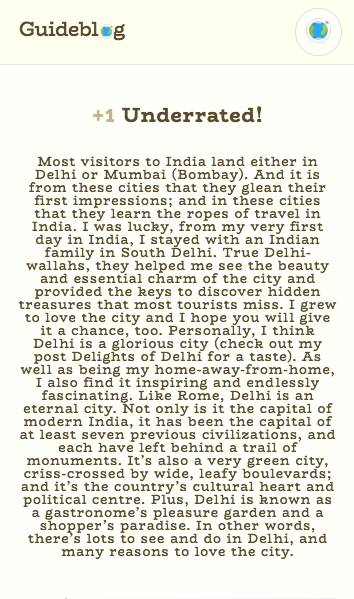 Guideblog
+1 Underrated!
Most visitors to India land either in
Delhi or Mumbai (Bombay). And it is
from these cities that they glean their
first impressions; and in these cities
that they learn the ropes of travel in
India. I was lucky, from my very first
day in India, I stayed with an Indian
family in South Delhi. True Delhi-
wallahs, they helped me see the beauty
and essential charm of the city and
provided the keys to discover hidden
treasures that most tourists miss. I grew
to love the city and I hope you will give
it a chance, too. Personally, I think
Delhi is a glorious city (check out my
post Delights of Delhi for a taste). As
well as being my home-away-from-home,
I also find it inspiring and endlessly
fascinating. Like Rome, Delhi is an
eternal city. Not only is it the capital of
modern India, it has been the capital of
at least seven previous civilizations, and
each have left behind a trail of
monuments. It’s also a very green city,
criss-crossed by wide, leafy boulevards;
and it’s the country’s cultural heart and
political centre. Plus, Delhi is known as
a gastronome’s pleasure garden and a
shopper’s paradise. In other words,
there’s lots to see and do in Delhi, and
many reasons to love the city.